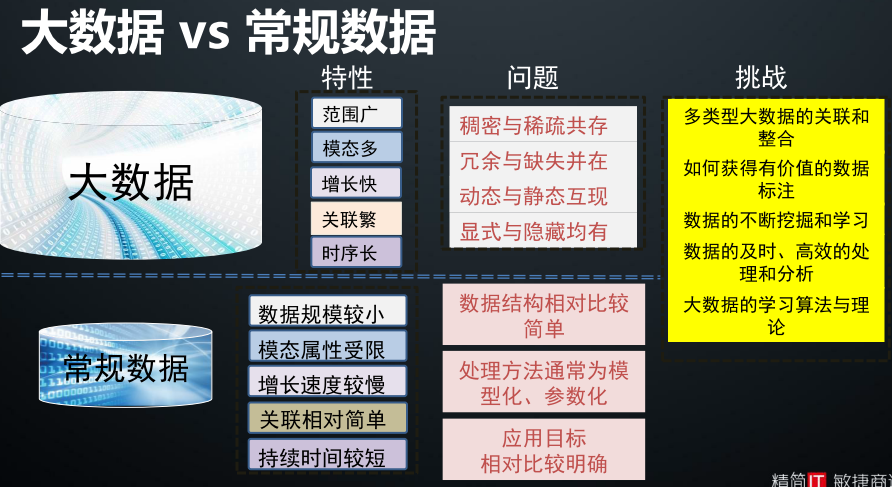 大数据 vs 常规数据
特性
问题
挑战
大数据
范围广
模态多
增长快
关联繁
时序长
稠密与稀疏共存
冗余与缺失并在
动态与静态互现
显式与隐藏均有
多类型大数据的关联和
整合
如何获得有价值的数据
标注
数据的不断挖掘和学习
数据的及时、高效的处
理和分析
大数据的学习算法与理
论
常规数据
数据规模较小
模态属性受限
增长速度较慢
关联相对简单
持续时间较短
数据结构相对比较
简单
处理方法通常为模
型化、参数化
应用目标
相对比较明确
精简IT 敏捷商